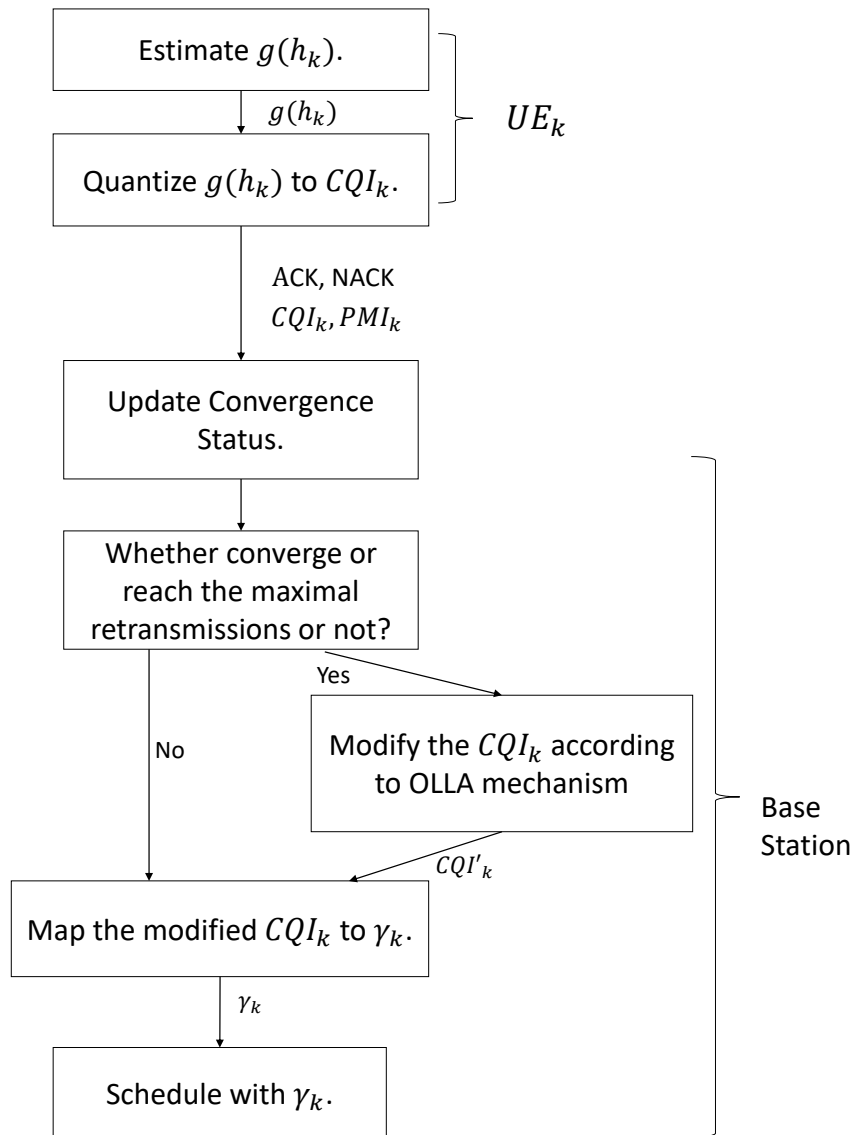 Estimate g(h_k).
g(h_k)
UE_k
Quantize g(h_k) to CQI_k.
ACK, NACK
CQI_k, PMI_k
Update Convergence
Status.
Whether converge or
reach the maximal
retransmissions or not?
Yes
No
Modify the CQI_k according
to OLLA mechanism
Base
Station
CQI'_k
Map the modified CQI_k to γ_k.
γ_k
Schedule with γ_k.